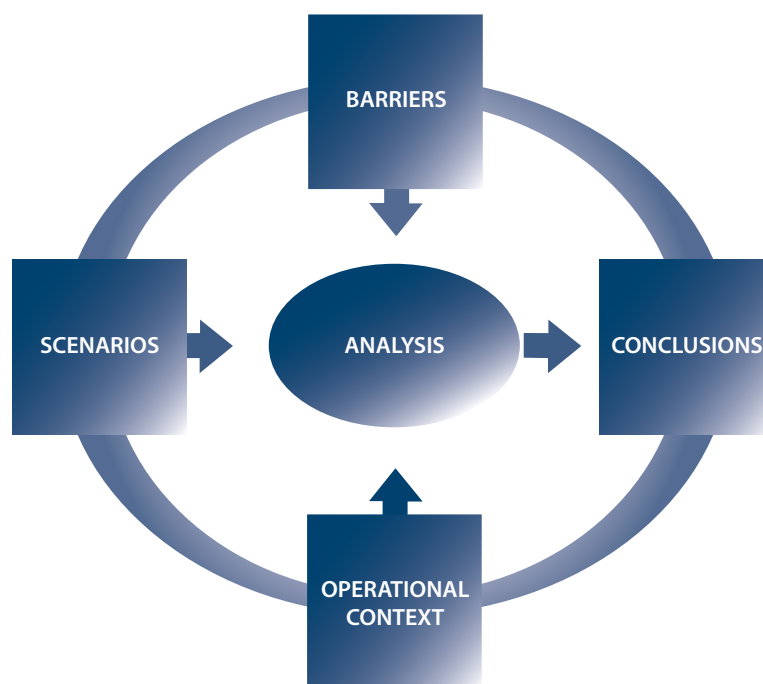 BARRIERS
SCENARIOS
ANALYSIS
CONCLUSIONS
OPERATIONAL
CONTEXT